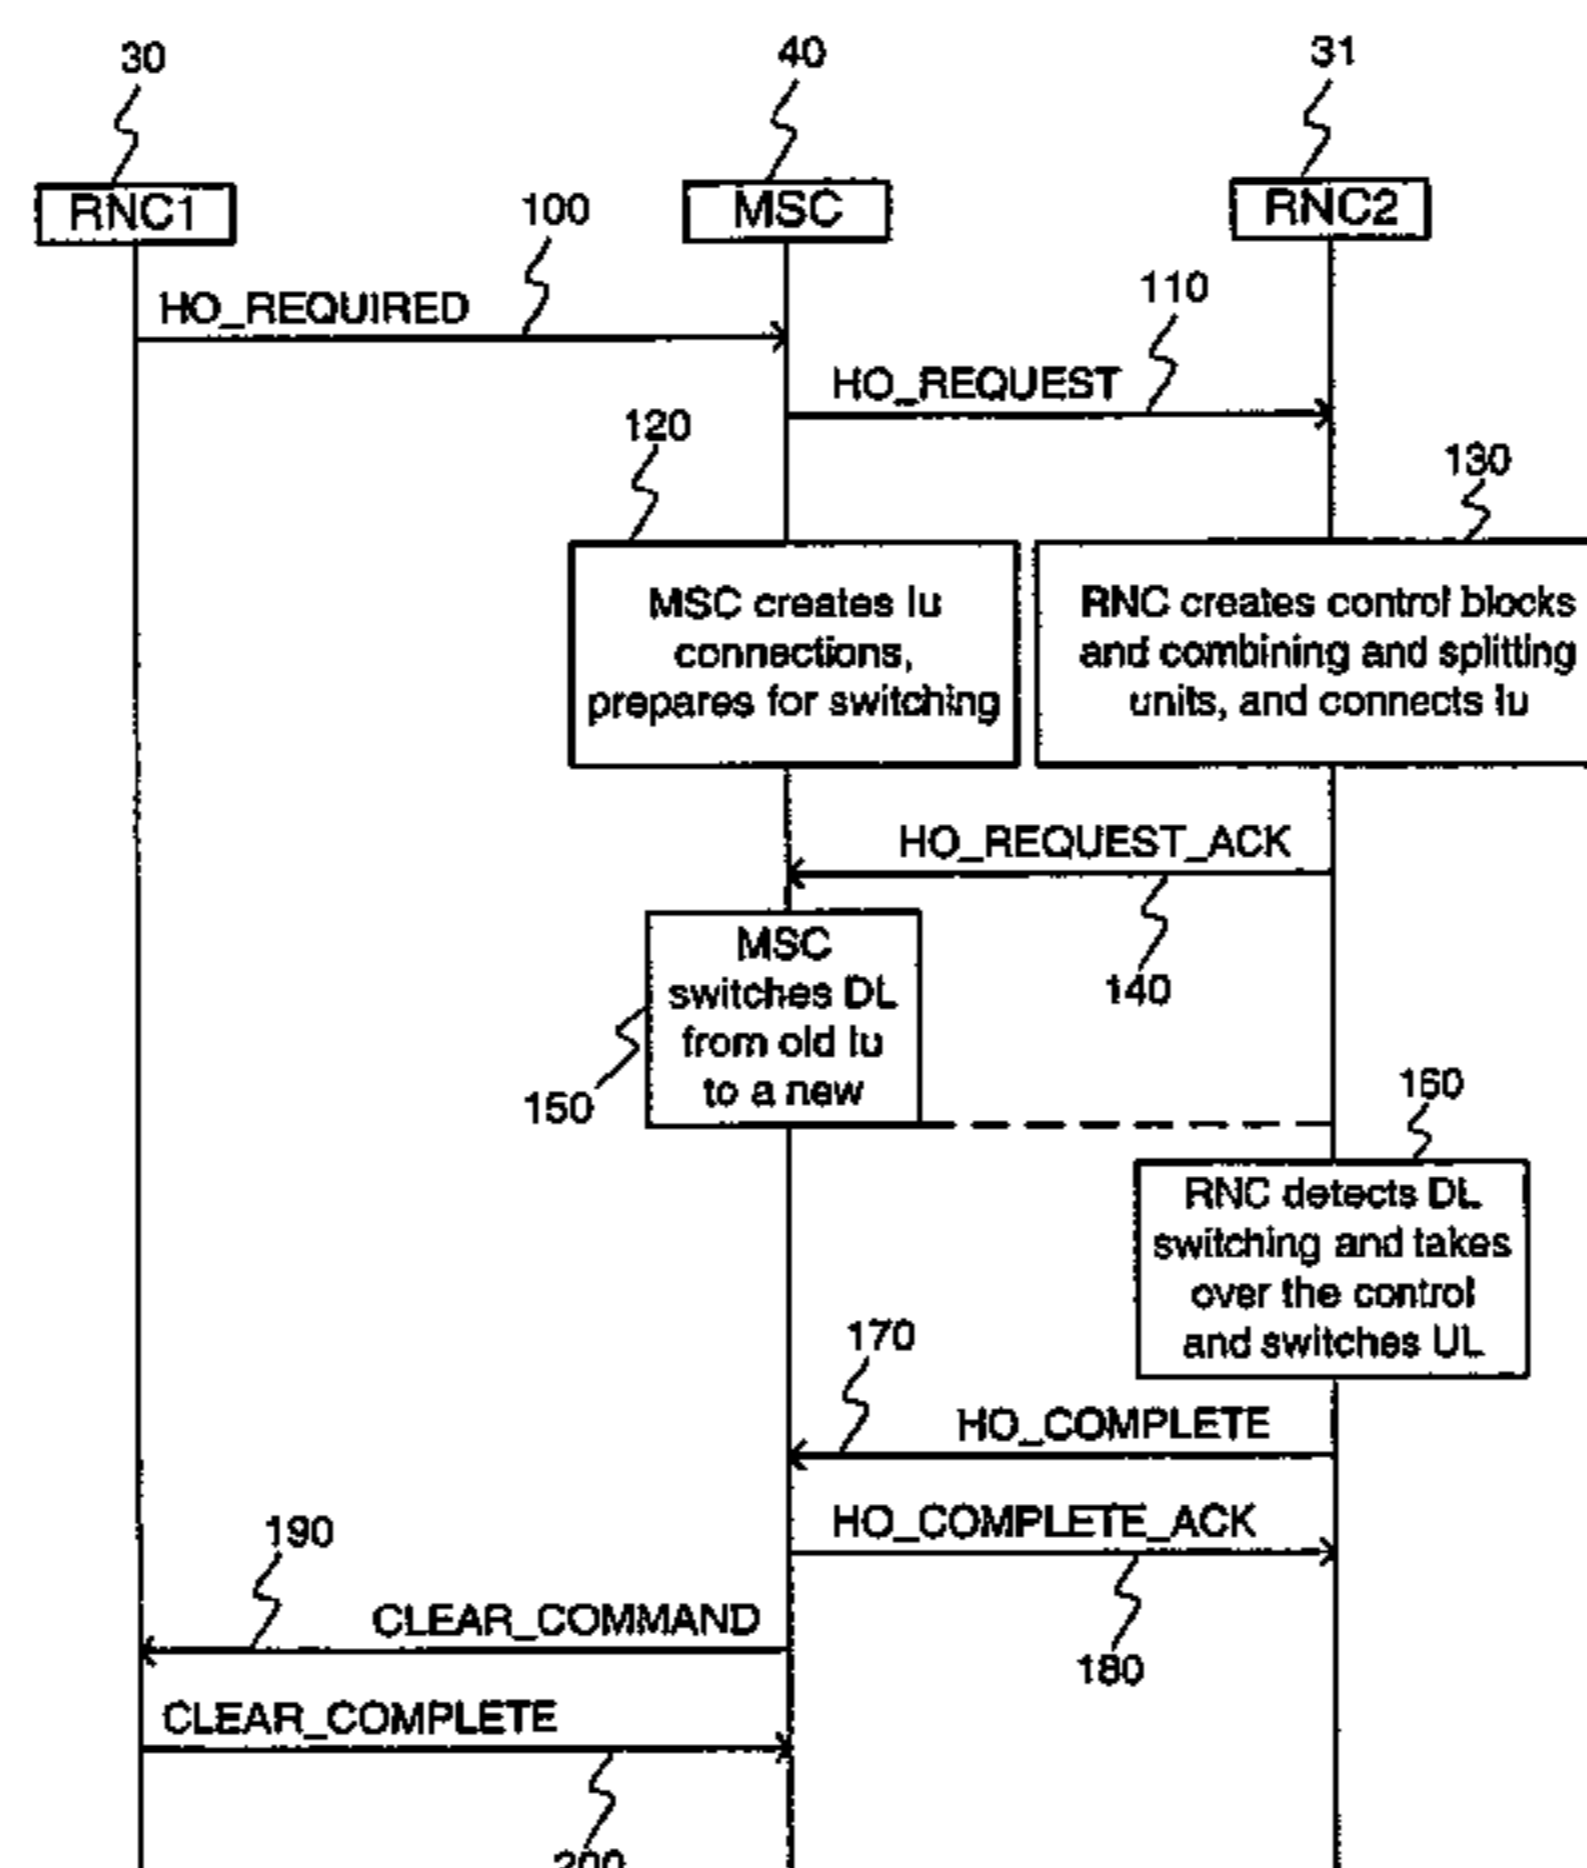 30
40
31
RNC1
MSC
RNC2
100
HO_REQUIRED
110
HO_REQUEST
120
130
MSC creates Iu
connections,
prepares for switching
RNC creates control blocks
and combining and splitting
units, and connects Iu
HO_REQUEST_ACK
140
MSC
switches DL
from old Iu
to a new
150
160
RNC detects DL
switching and takes
over the control
and switches UL
170
HO_COMPLETE
HO_COMPLETE_ACK
180
190
CLEAR_COMMAND
CLEAR_COMPLETE
200